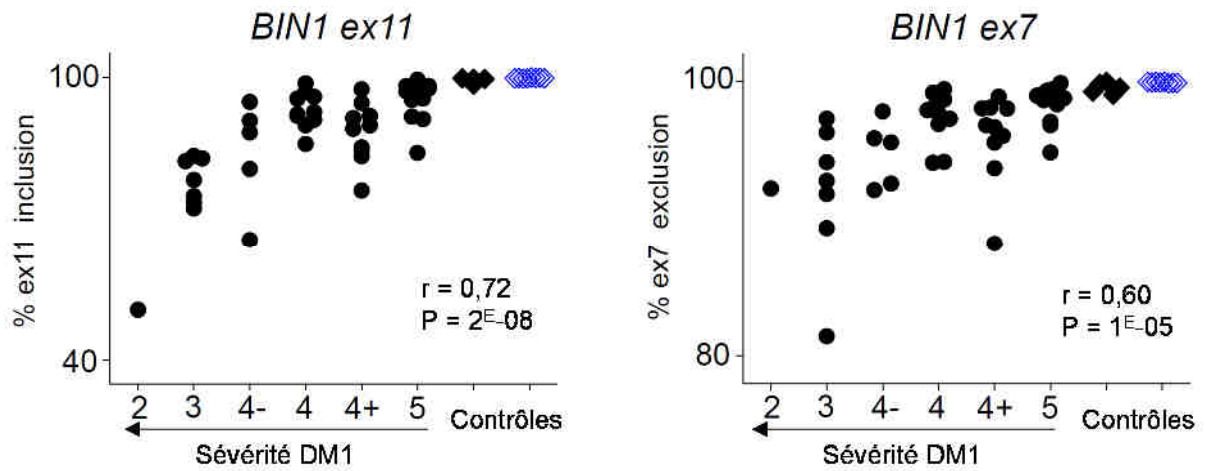 BIN1 ex11
100
40
% ex11 inclusion
r = 0,72
P = 2E-08
2 3 4- 4 4+ 5 Contrôles
Sévérité DM1
BIN1 ex7
100
80
% ex7 exclusion
r = 0,60
P = 1E-05
2 3 4- 4 4+ 5 Contrôles
Sévérité DM1